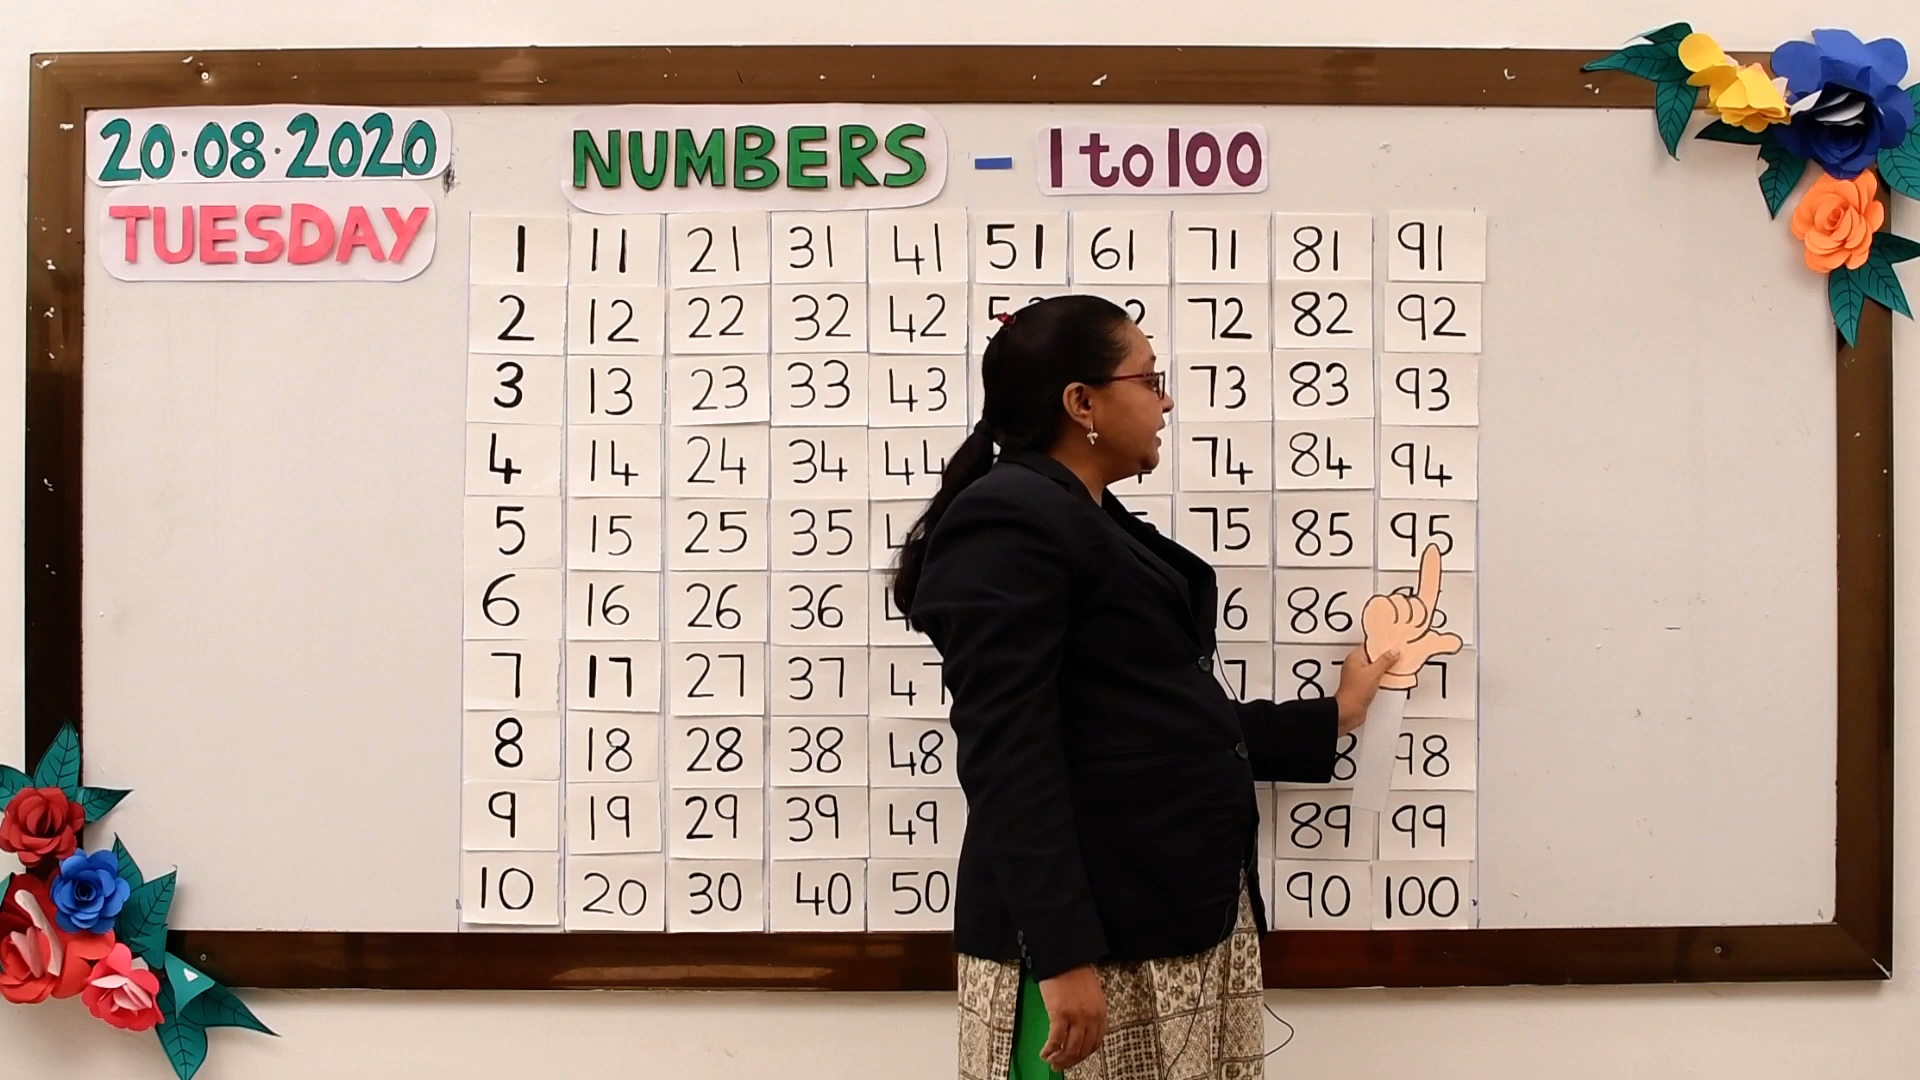 20·08·2020
TUESDAY
NUMBERS - 1 to 100
1 11 21 31 41 51 61 71 81 91
2 12 22 32 42 72 82 92
3 13 23 33 43 73 83 93
4 14 24 34 44 74 84 94
5 15 25 35 75 85 95
6 16 26 36 86
7 17 27 37 47
8 18 28 38 48 98
9 19 29 39 49 89 99
10 20 30 40 50 90 100